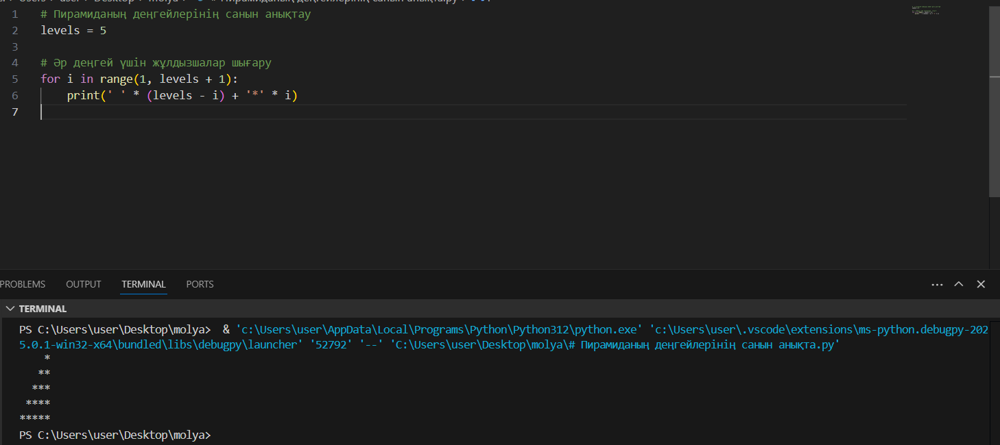 1 # Пирамиданың деңгейлерінің санын анықтау
2 levels = 5
3
4 # Әр деңгей үшін жұлдызшалар шығару
5 for i in range(1, levels + 1):
6     print(' ' * (levels - i) + '*' * i)
7
PROBLEMS OUTPUT TERMINAL PORTS
TERMINAL
PS C:\Users\user\Desktop\molya>  & 'c:\Users\user\AppData\Local\Programs\Python\Python312\python.exe' 'c:\Users\user\.vscode\extensions\ms-python.debugpy-202
5.0.1-win32-x64\bundled\libs\debugpy\launcher' '52792' '--' 'C:\Users\user\Desktop\molya\# Пирамиданың деңгейлерінің санын анықта.py'
    *
   **
  ***
 ****
*****
PS C:\Users\user\Desktop\molya>